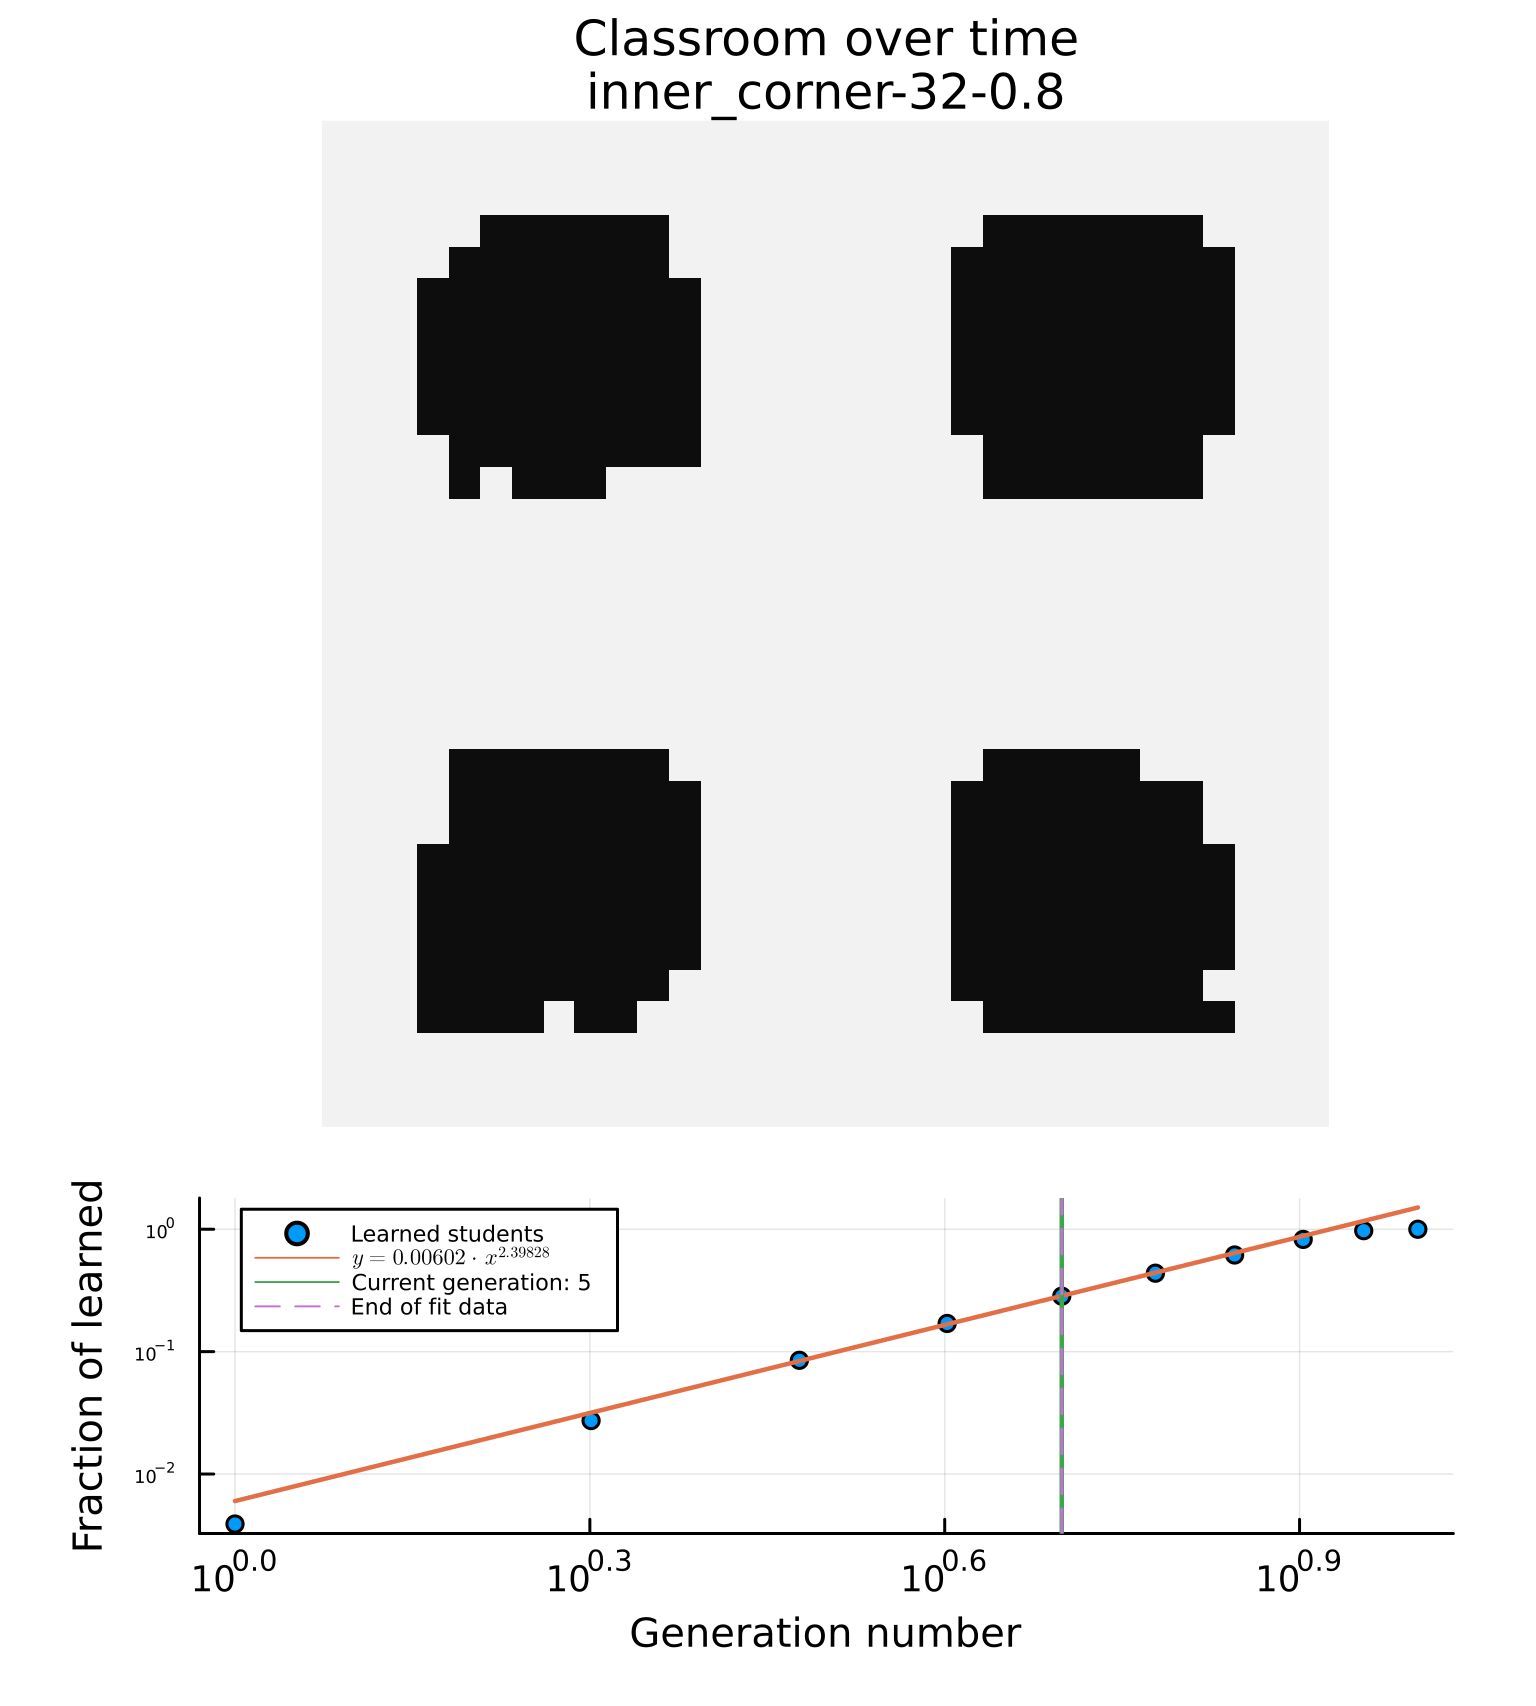 Classroom over time
inner_corner-32-0.8
Fraction of learned
10^0
10^-1
10^-2
Learned students
y = 0.00602 · x^2.39828
Current generation: 5
End of fit data
10^0.0 10^0.3 10^0.6 10^0.9
Generation number